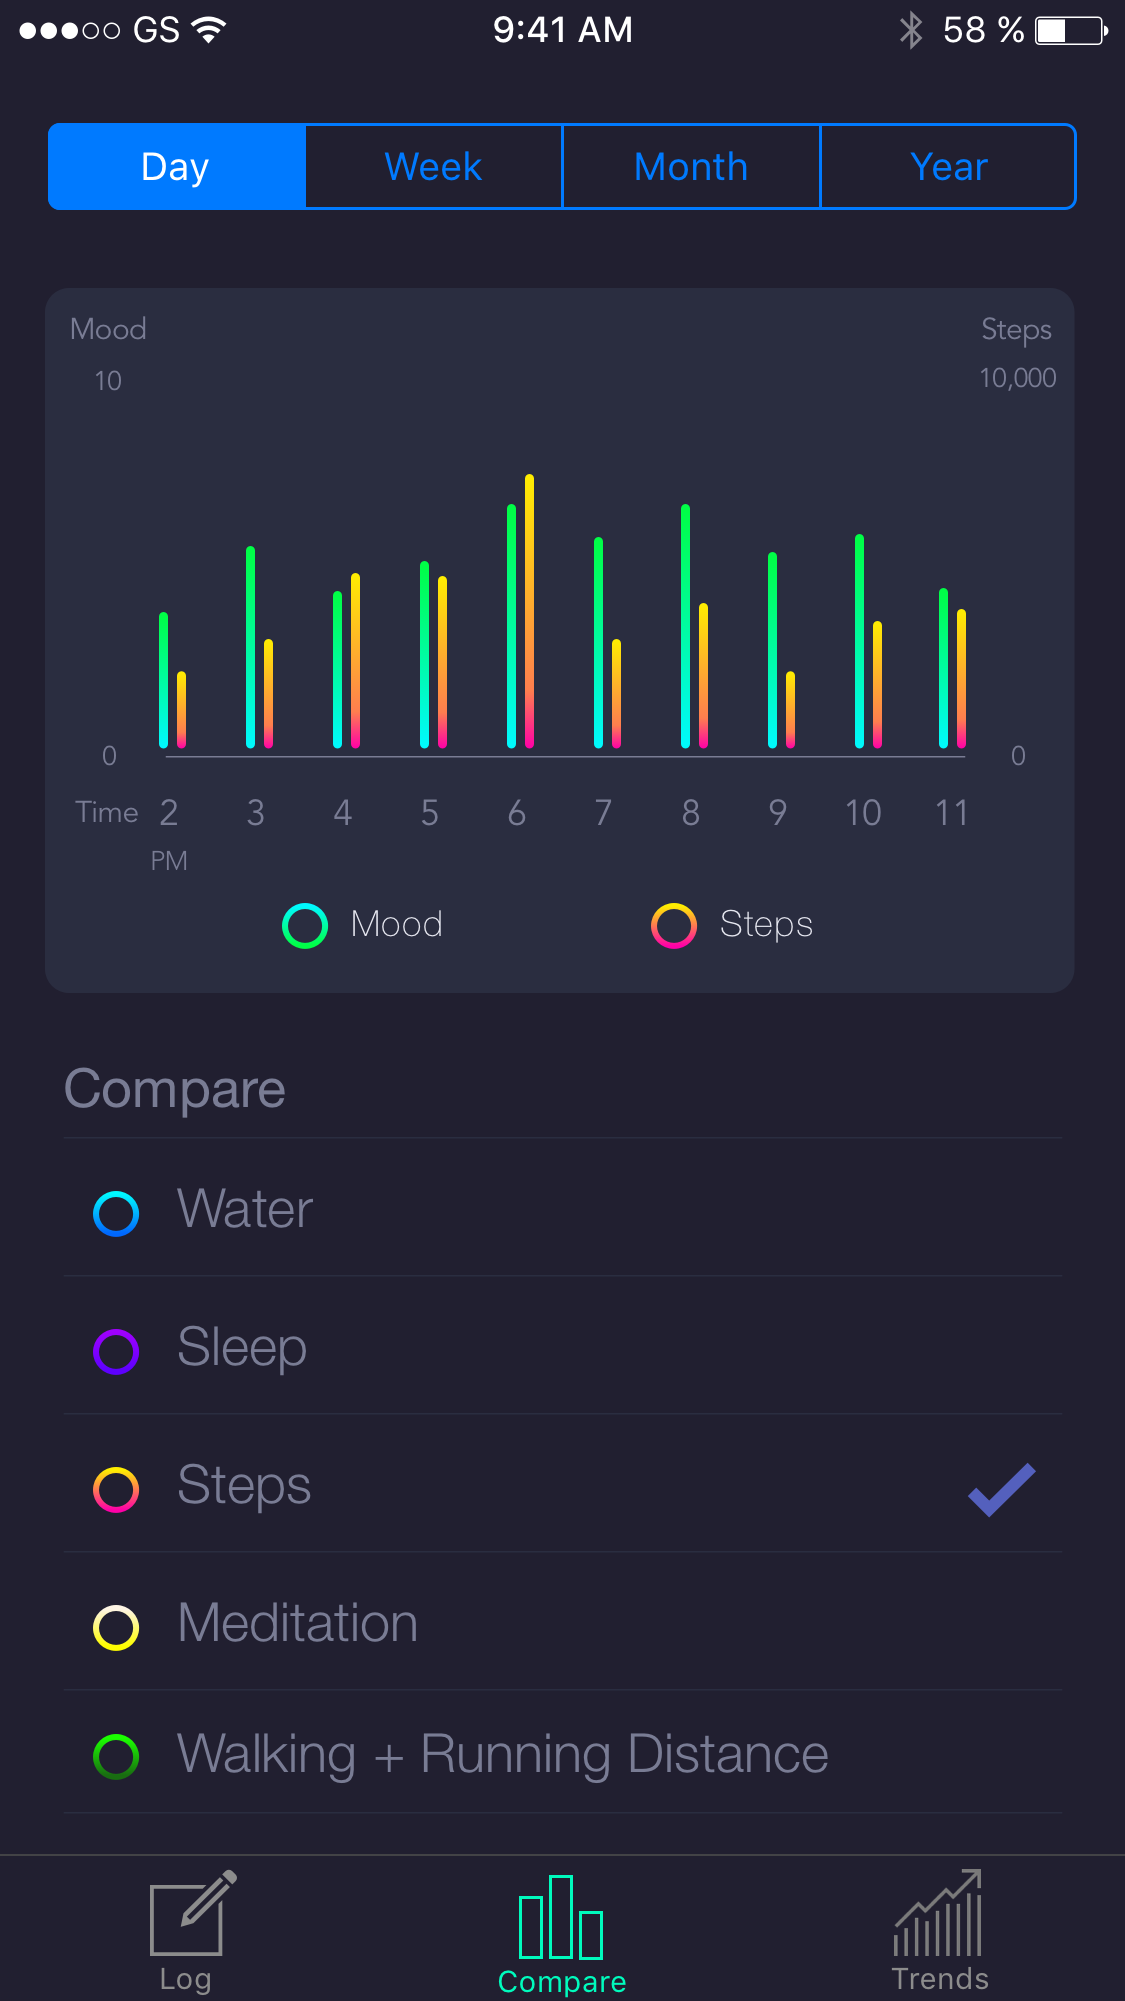 GS 9:41 AM 58 %
Day Week Month Year
Mood Steps
10 10,000
0 0
Time 2 3 4 5 6 7 8 9 10 11
PM
Mood Steps
Compare
Water
Sleep
Steps
Meditation
Walking + Running Distance
Log Compare Trends